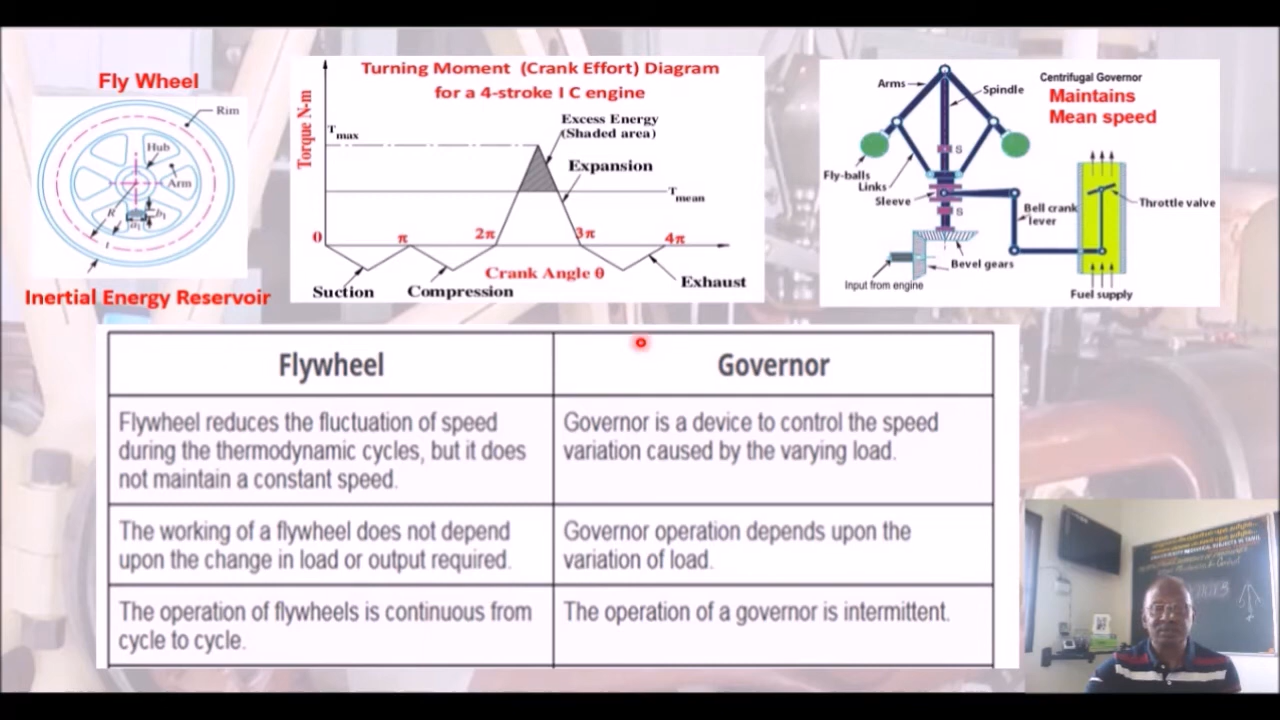 Fly Wheel
Rim
Hub
Arm
R
b₁
a₁
t
Inertial Energy Reservoir
Turning Moment (Crank Effort) Diagram
for a 4-stroke I C engine
Torque N-m
Tmax
Excess Energy
(Shaded area)
Expansion
Tmean
0
π
2π
3π
4π
Crank Angle θ
Suction
Compression
Exhaust
Centrifugal Governor
Maintains
Mean speed
Arms
Spindle
S
Fly-balls
Links
Sleeve
S
Bell crank
lever
Throttle valve
Bevel gears
Input from engine
Fuel supply
Flywheel
Governor
Flywheel reduces the fluctuation of speed
during the thermodynamic cycles, but it does
not maintain a constant speed.
Governor is a device to control the speed
variation caused by the varying load.
The working of a flywheel does not depend
upon the change in load or output required.
Governor operation depends upon the
variation of load.
The operation of flywheels is continuous from
cycle to cycle.
The operation of a governor is intermittent.